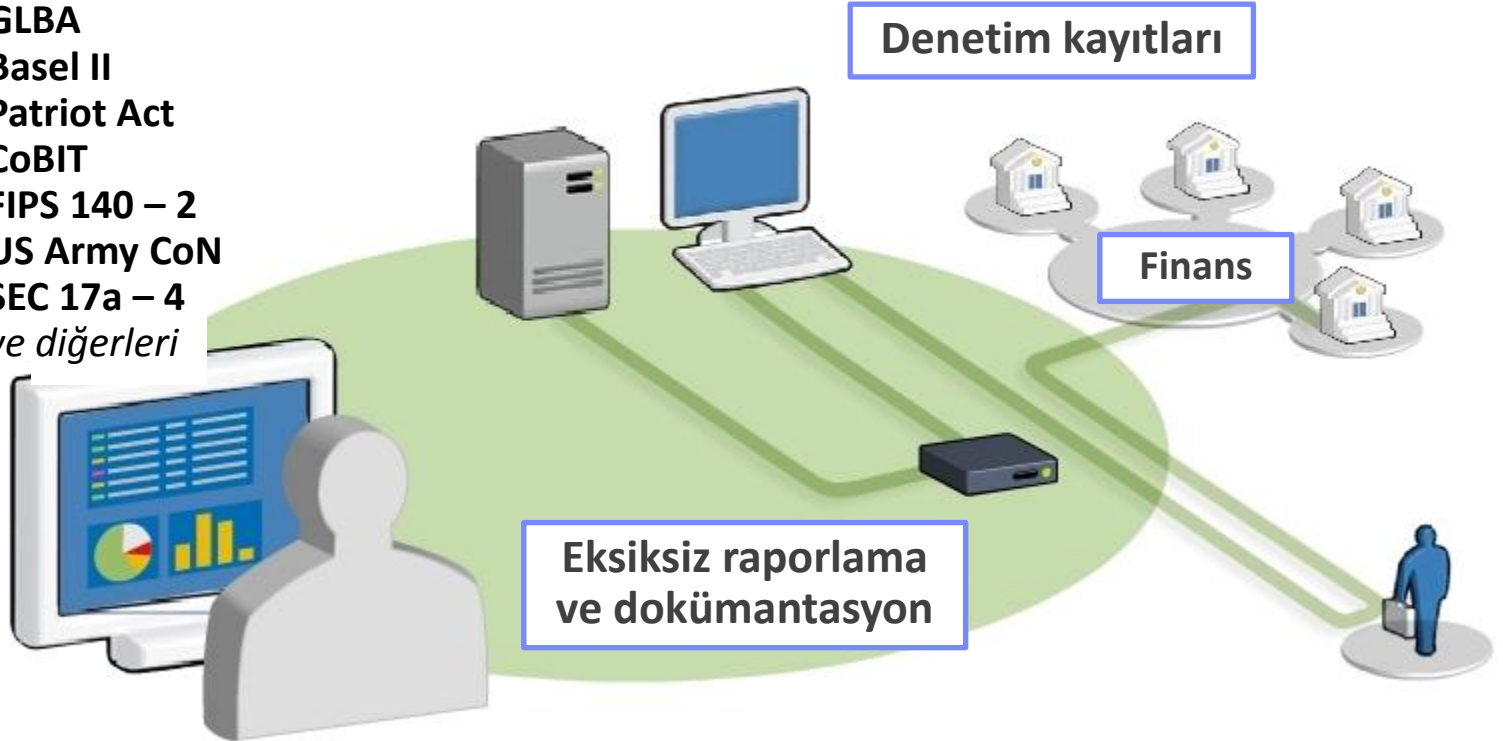 GLBA
Basel II
Patriot Act
CoBIT
FIPS 140 – 2
US Army CoN
SEC 17a – 4
ve diğerleri
Denetim kayıtları
Finans
Eksiksiz raporlama
ve dokümantasyon